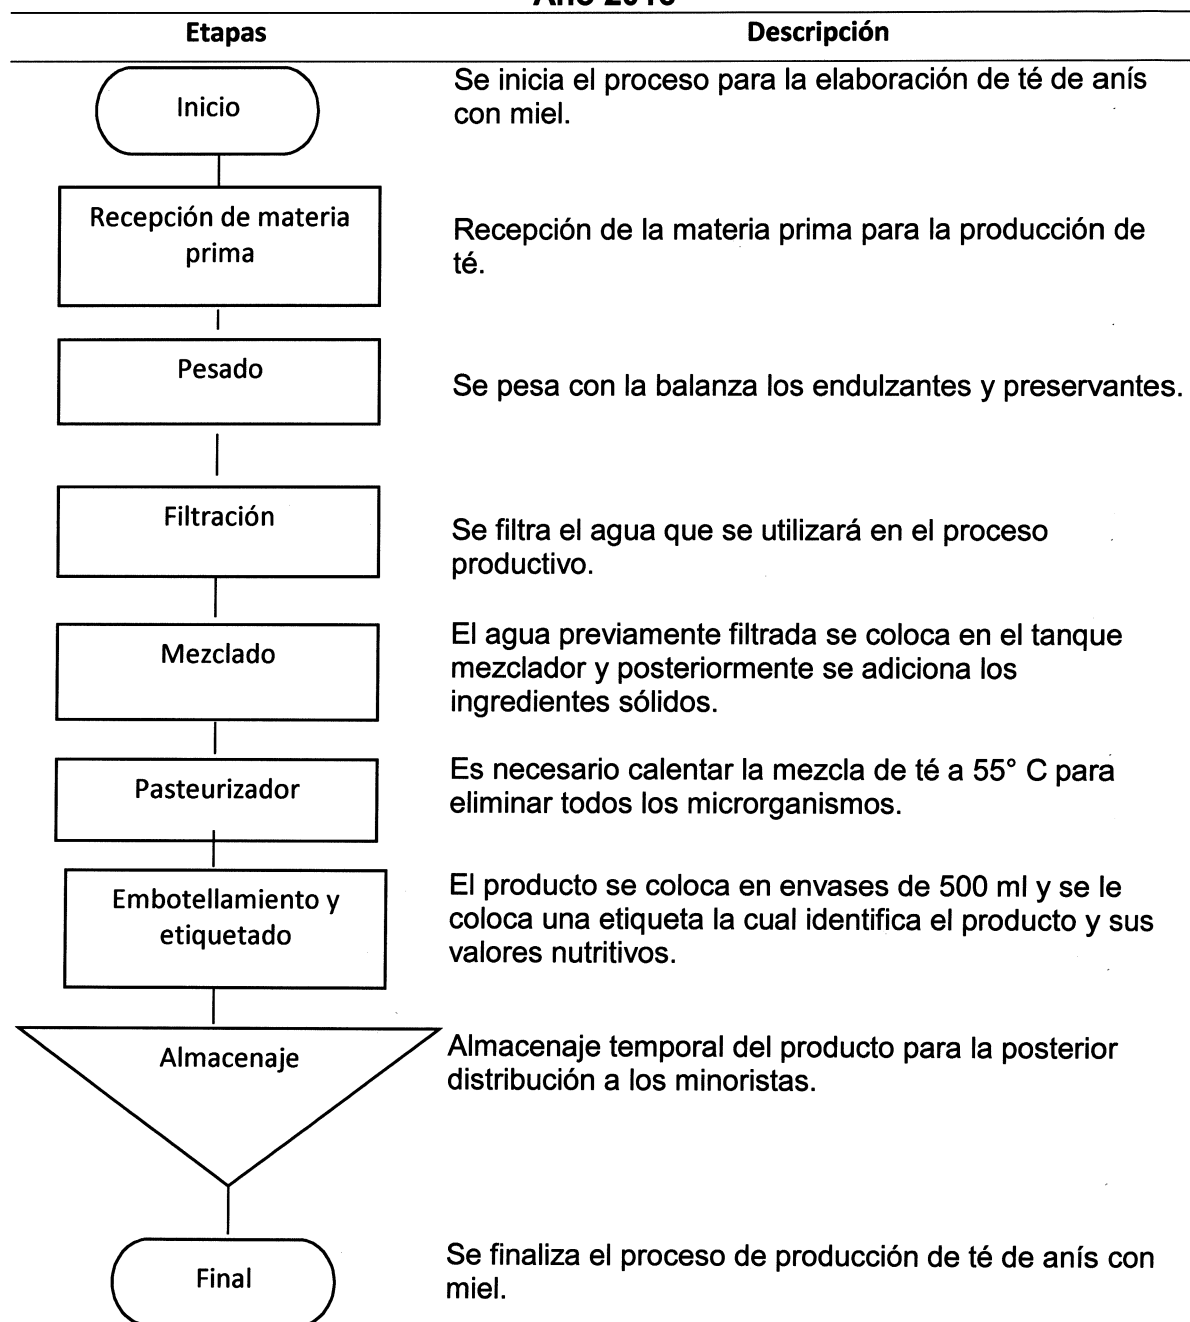 Etapas
Descripción
Inicio
Se inicia el proceso para la elaboración de té de anís
con miel.
Recepción de materia
prima
Recepción de la materia prima para la producción de
té.
Pesado
Se pesa con la balanza los endulzantes y preservantes.
Filtración
Se filtra el agua que se utilizará en el proceso
productivo.
Mezclado
El agua previamente filtrada se coloca en el tanque
mezclador y posteriormente se adiciona los
ingredientes sólidos.
Pasteurizador
Es necesario calentar la mezcla de té a 55° C para
eliminar todos los microrganismos.
Embotellamiento y
etiquetado
El producto se coloca en envases de 500 ml y se le
coloca una etiqueta la cual identifica el producto y sus
valores nutritivos.
Almacenaje
Almacenaje temporal del producto para la posterior
distribución a los minoristas.
Final
Se finaliza el proceso de producción de té de anís con
miel.